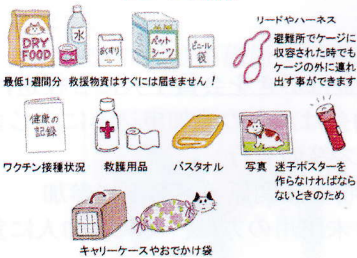 DRY
FOOD
水
おくすり
ペット
シーツ
ビニール
袋
最低1週間分 救援物資はすぐには届きません!
リードやハーネス
避難所でケージに
収容された時でも
ケージの外に連れ
出す事ができます
健康の
記録
ワクチン接種状況
救護用品
バスタオル
写真
迷子ポスターを
作らなければなら
ないときのため
キャリーケースやおでかけ袋